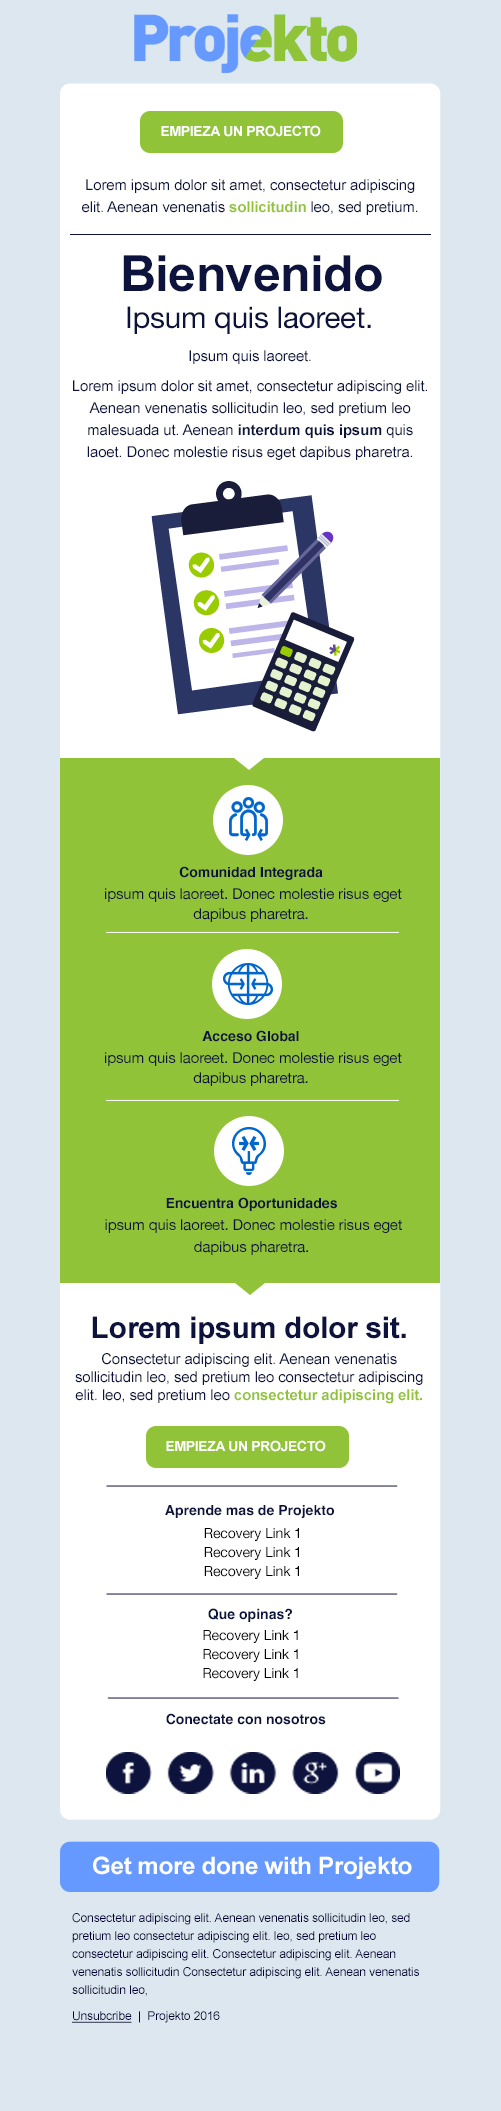 Projekto
EMPIEZA UN PROJECTO
Lorem ipsum dolor sit amet, consectetur adipiscing
elit. Aenean venenatis sollicitudin leo, sed pretium.
Bienvenido
Ipsum quis laoreet.
Ipsum quis laoreet.
Lorem ipsum dolor sit amet, consectetur adipiscing elit.
Aenean venenatis sollicitudin leo, sed pretium leo
malesuada ut. Aenean interdum quis ipsum quis
laoet. Donec molestie risus eget dapibus pharetra.
Comunidad Integrada
ipsum quis laoreet. Donec molestie risus eget
dapibus pharetra.
Acceso Global
ipsum quis laoreet. Donec molestie risus eget
dapibus pharetra.
Encuentra Oportunidades
ipsum quis laoreet. Donec molestie risus eget
dapibus pharetra.
Lorem ipsum dolor sit.
Consectetur adipiscing elit. Aenean venenatis
sollicitudin leo, sed pretium leo consectetur adipiscing
elit. leo, sed pretium leo consectetur adipiscing elit.
EMPIEZA UN PROJECTO
Aprende mas de Projekto
Recovery Link 1
Recovery Link 1
Recovery Link 1
Que opinas?
Recovery Link 1
Recovery Link 1
Recovery Link 1
Conectate con nosotros
f in g+
Get more done with Projekto
Consectetur adipiscing elit. Aenean venenatis sollicitudin leo, sed
pretium leo consectetur adipiscing elit. leo, sed pretium leo
consectetur adipiscing elit. Consectetur adipiscing elit. Aenean
venenatis sollicitudin Consectetur adipiscing elit. Aenean venenatis
sollicitudin leo,
Unsubcribe | Projekto 2016